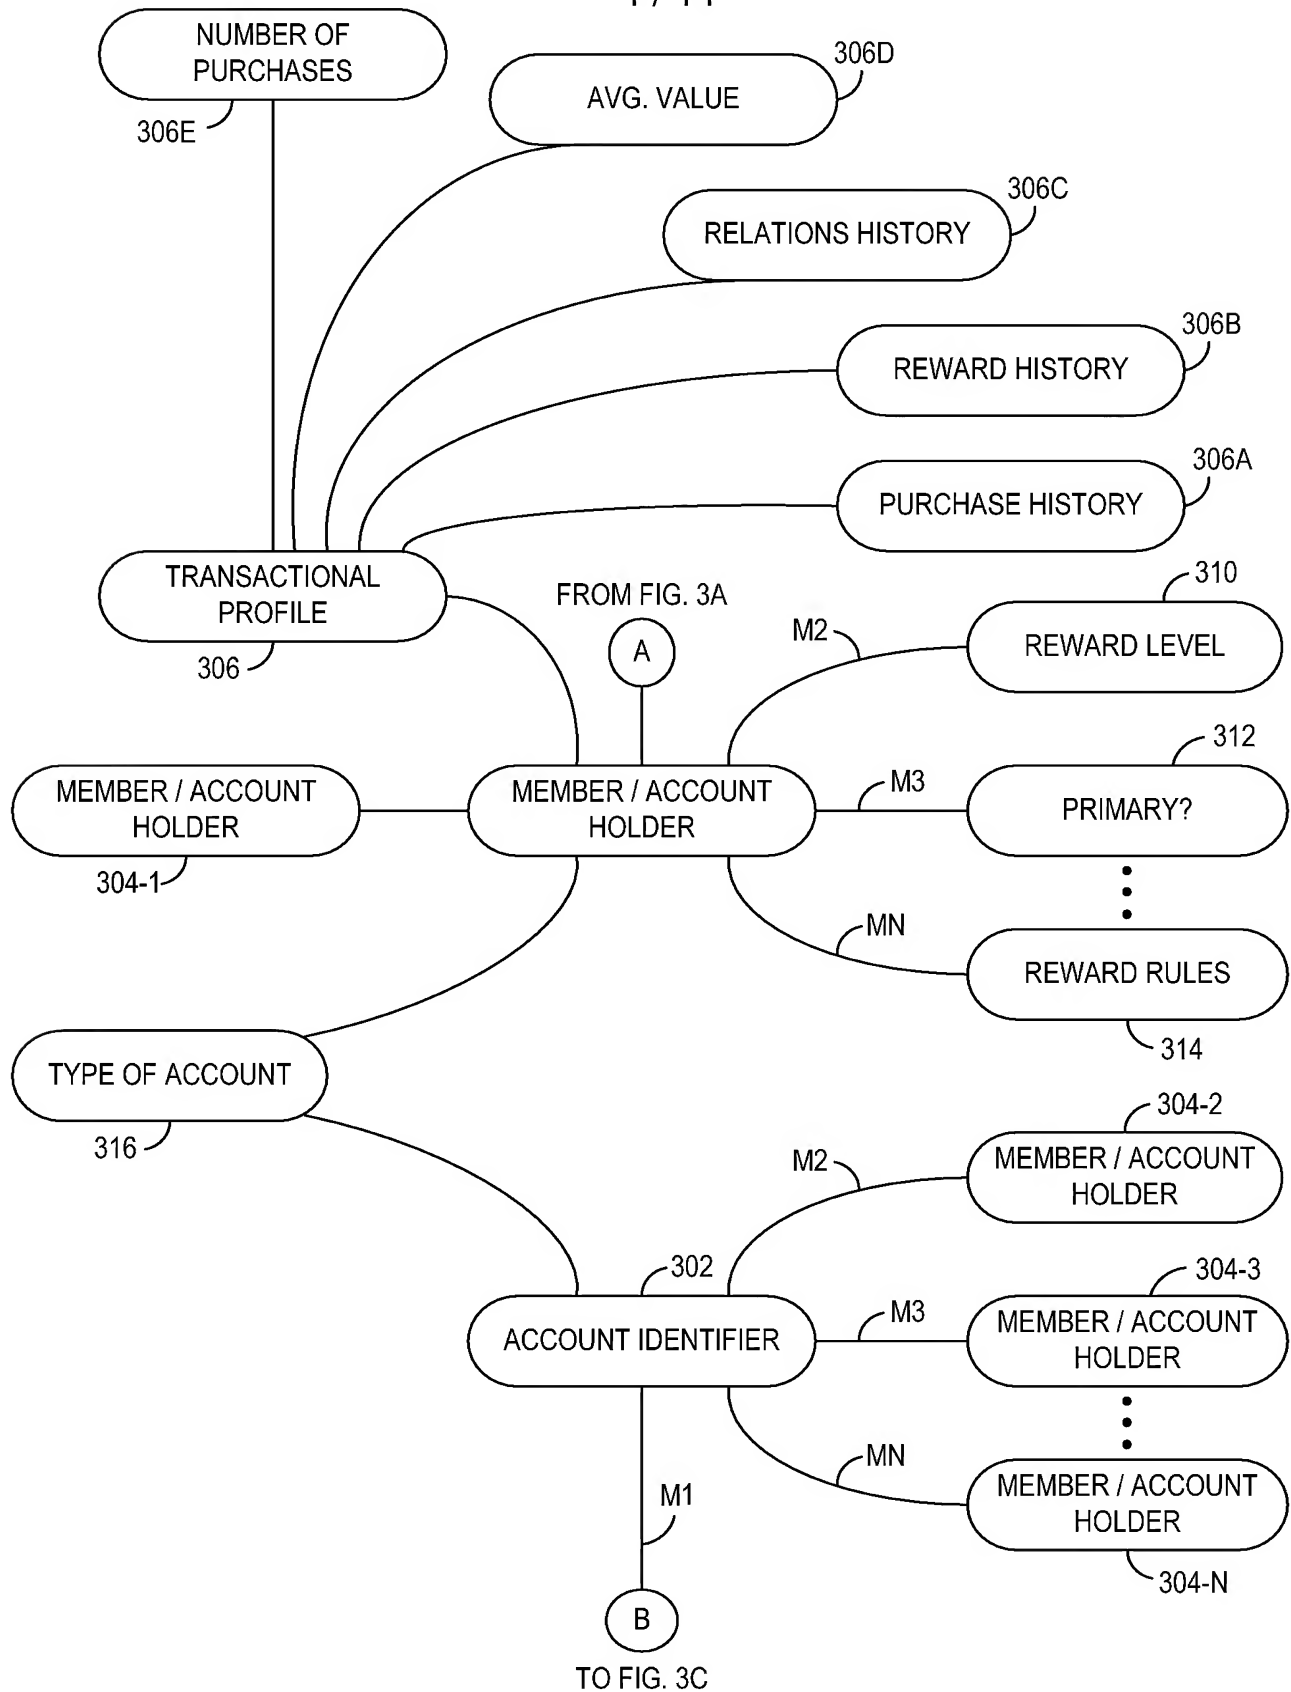 NUMBER OF
PURCHASES
306E
AVG. VALUE
306D
RELATIONS HISTORY
306C
REWARD HISTORY
306B
PURCHASE HISTORY
306A
TRANSACTIONAL
PROFILE
306
FROM FIG. 3A
A
M2
310
REWARD LEVEL
MEMBER / ACCOUNT
HOLDER
304-1
MEMBER / ACCOUNT
HOLDER
M3
312
PRIMARY?
MN
REWARD RULES
314
TYPE OF ACCOUNT
316
M2
304-2
MEMBER / ACCOUNT
HOLDER
302
ACCOUNT IDENTIFIER
M3
304-3
MEMBER / ACCOUNT
HOLDER
MN
MEMBER / ACCOUNT
HOLDER
304-N
M1
B
TO FIG. 3C